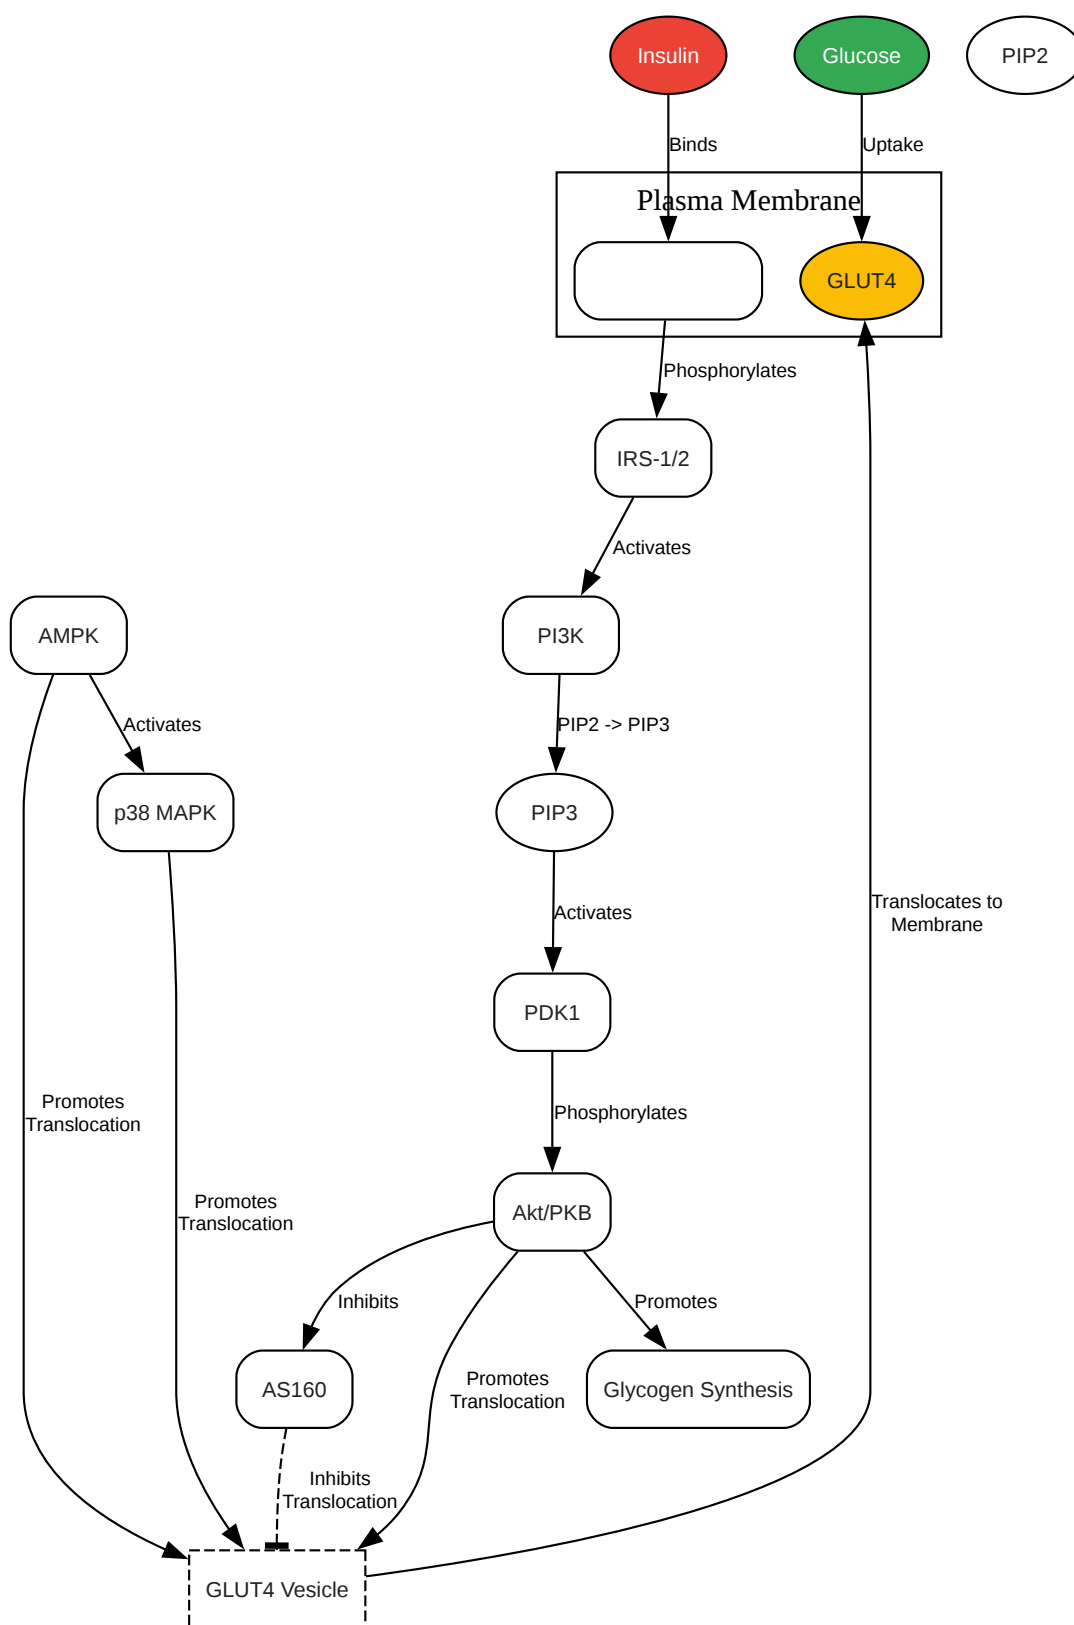 Insulin
Glucose
PIP2
Binds
Uptake
Plasma Membrane
GLUT4
Phosphorylates
IRS-1/2
Activates
AMPK
PI3K
Activates
PIP2 -> PIP3
p38 MAPK
PIP3
Translocates to
Membrane
Activates
PDK1
Promotes
Translocation
Phosphorylates
Promotes
Translocation
Akt/PKB
Inhibits
Promotes
AS160
Promotes
Translocation
Glycogen Synthesis
Inhibits
Translocation
GLUT4 Vesicle